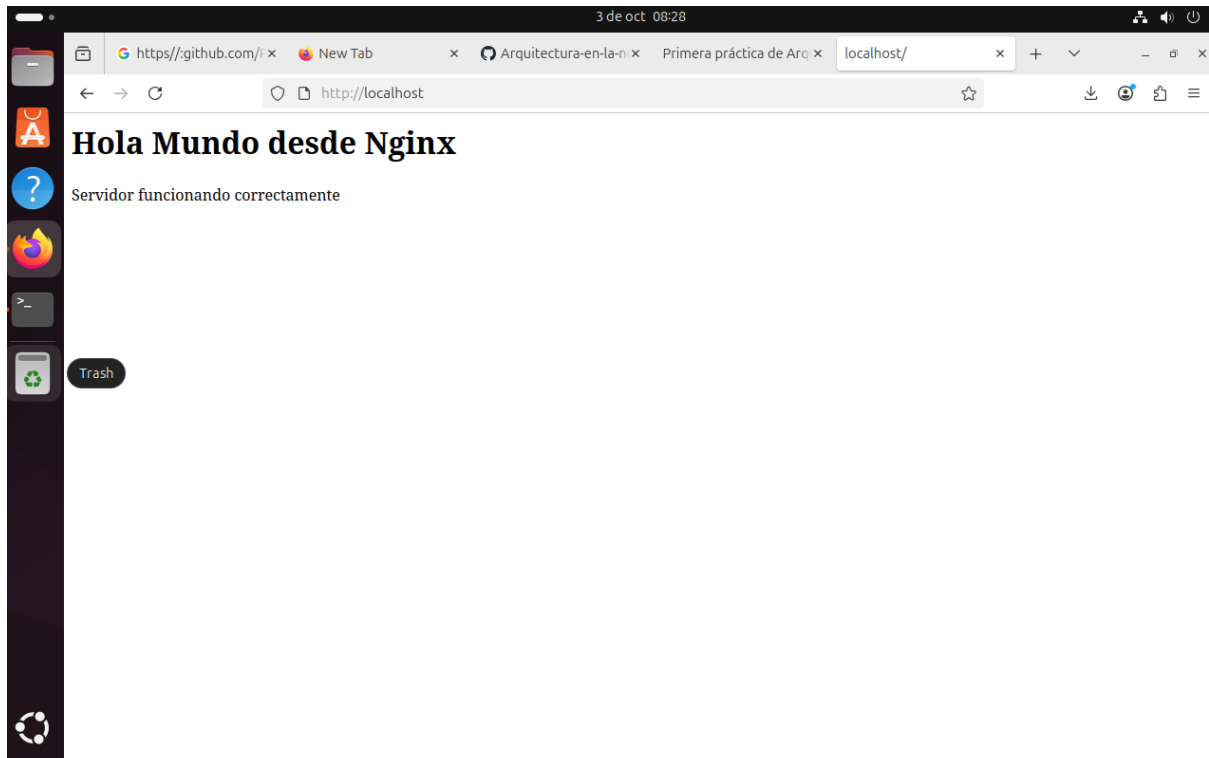 3 de oct 08:28
https//:github.com/F
New Tab
Arquitectura-en-la-n
Primera práctica de Arq
localhost/
http://localhost
Hola Mundo desde Nginx
Servidor funcionando correctamente
Trash